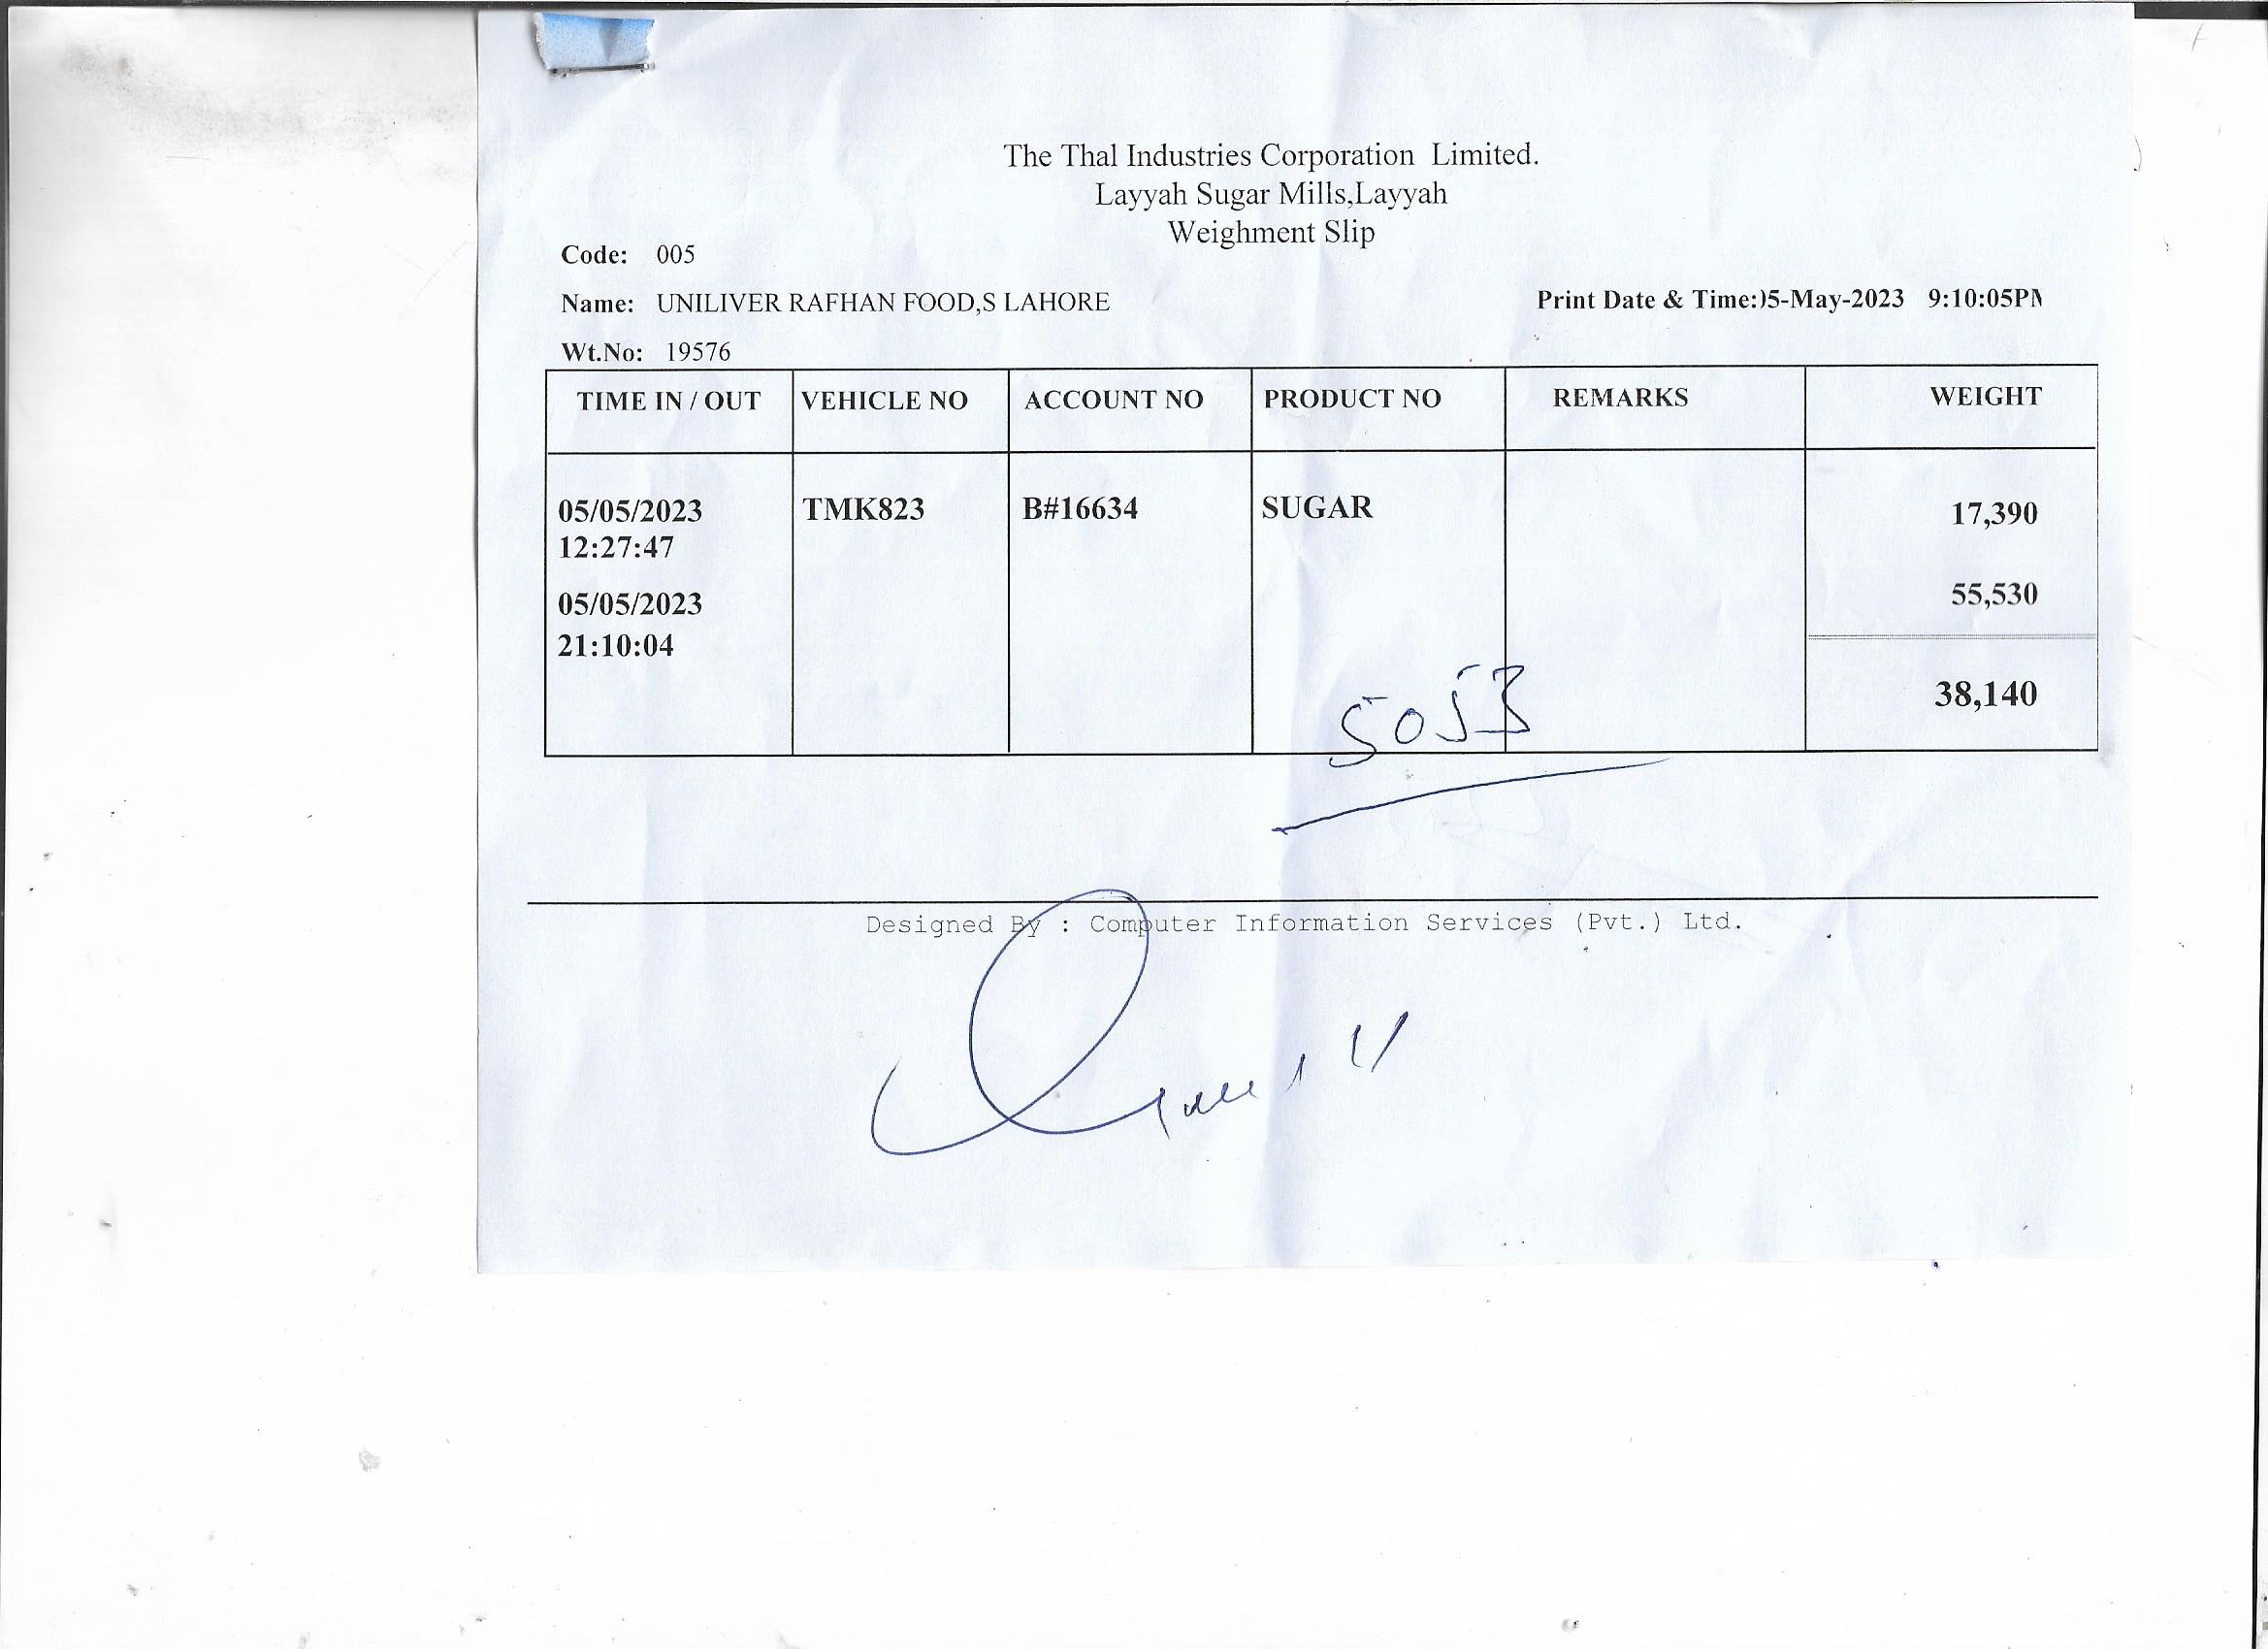 The Thal Industries Corporation Limited.
Layyah Sugar Mills,Layyah
Weighment Slip
Code: 005
Name: UNILIVER RAFHAN FOOD,S LAHORE
Print Date & Time:)5-May-2023 9:10:05PM
Wt.No: 19576
TIME IN / OUT VEHICLE NO ACCOUNT NO PRODUCT NO REMARKS WEIGHT
05/05/2023 TMK823 B#16634 SUGAR 17,390
12:27:47
05/05/2023 55,530
21:10:04
38,140
5053
Designed By : Computer Information Services (Pvt.) Ltd.